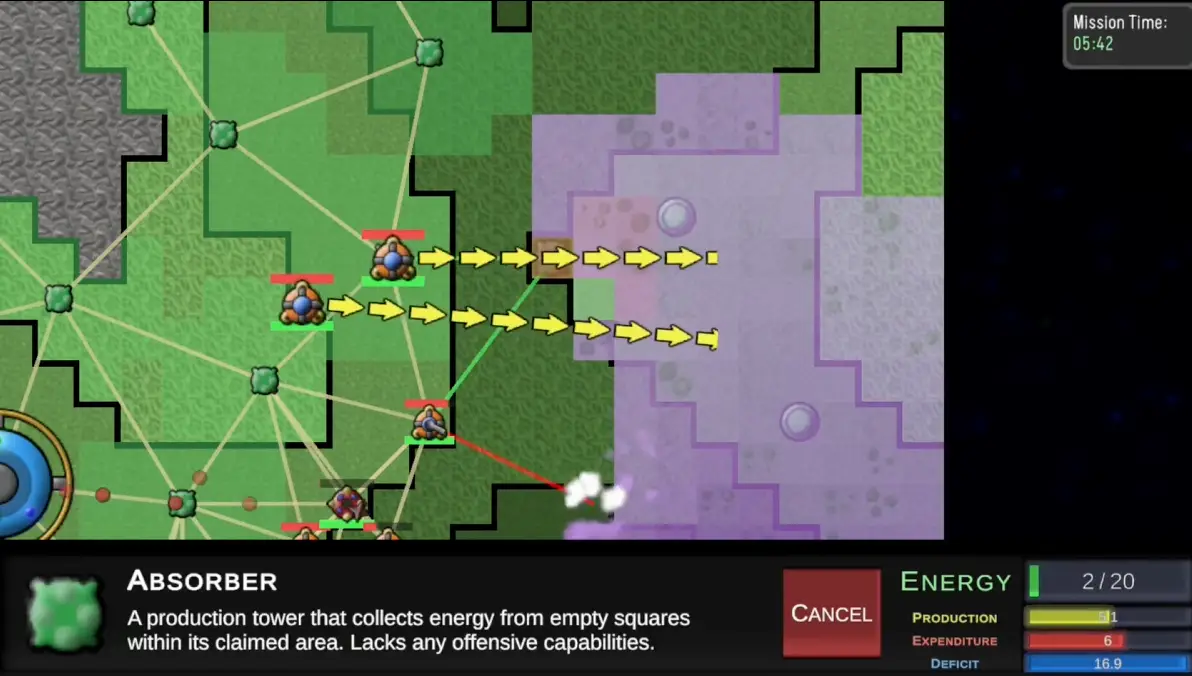 Mission Time:
05:42
ABSORBER
A production tower that collects energy from empty squares
within its claimed area. Lacks any offensive capabilities.
CANCEL
ENERGY
2 / 20
PRODUCTION
EXPENDITURE
6
DEFICIT
16.9